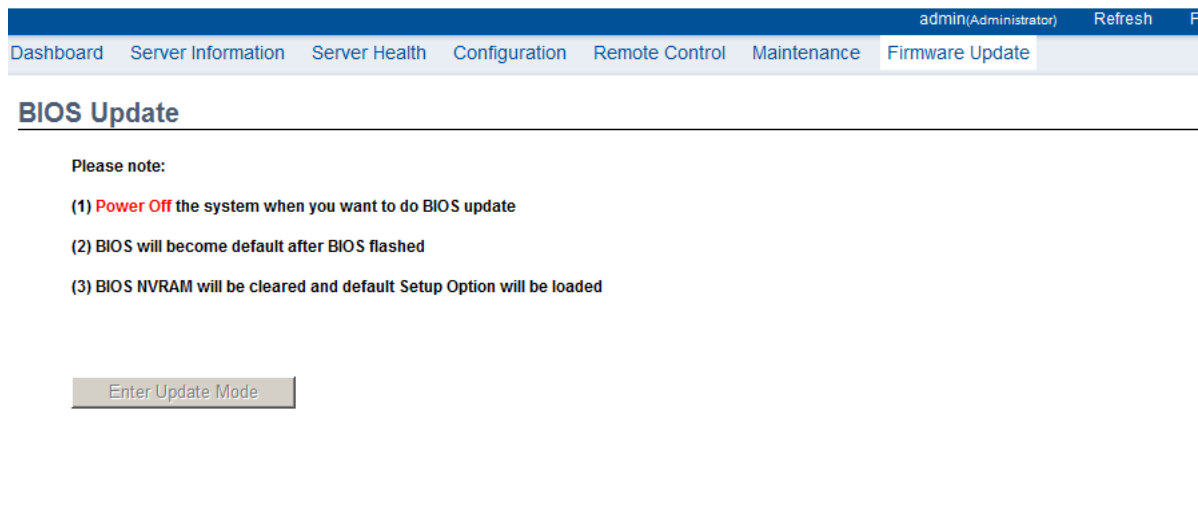 admin(Administrator) Refresh
Dashboard Server Information Server Health Configuration Remote Control Maintenance Firmware Update
BIOS Update
Please note:
(1) Power Off the system when you want to do BIOS update
(2) BIOS will become default after BIOS flashed
(3) BIOS NVRAM will be cleared and default Setup Option will be loaded
Enter Update Mode